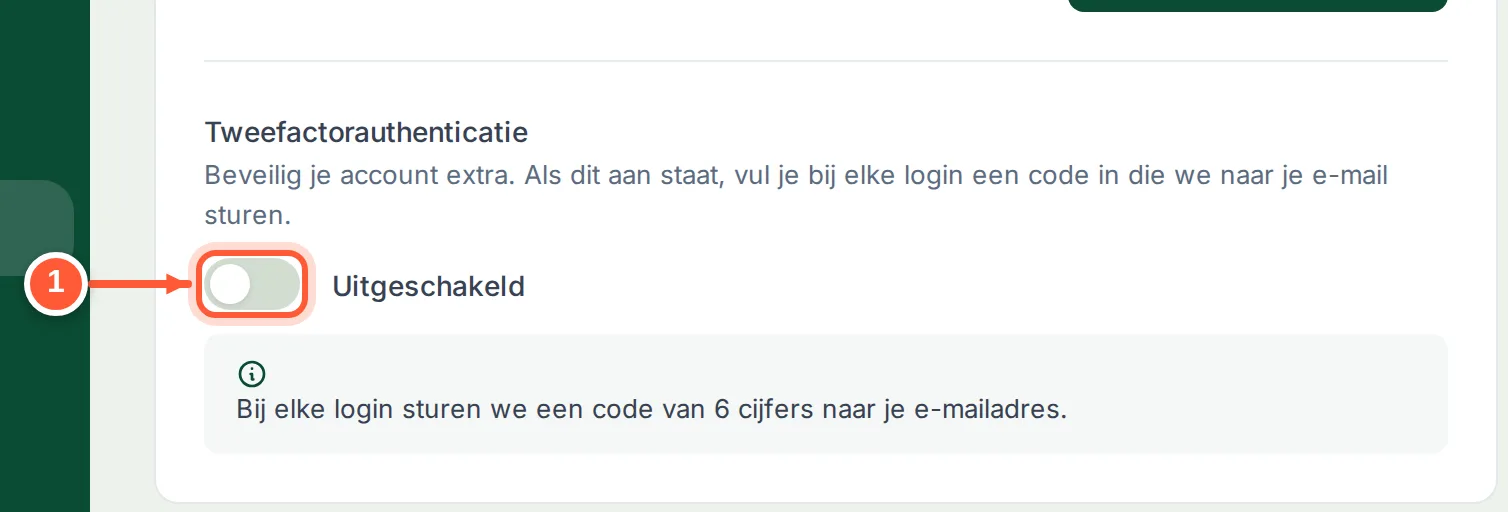 Tweefactorauthenticatie
Beveilig je account extra. Als dit aan staat, vul je bij elke login een code in die we naar je e-mail
sturen.
1
Uitgeschakeld
Bij elke login sturen we een code van 6 cijfers naar je e-mailadres.